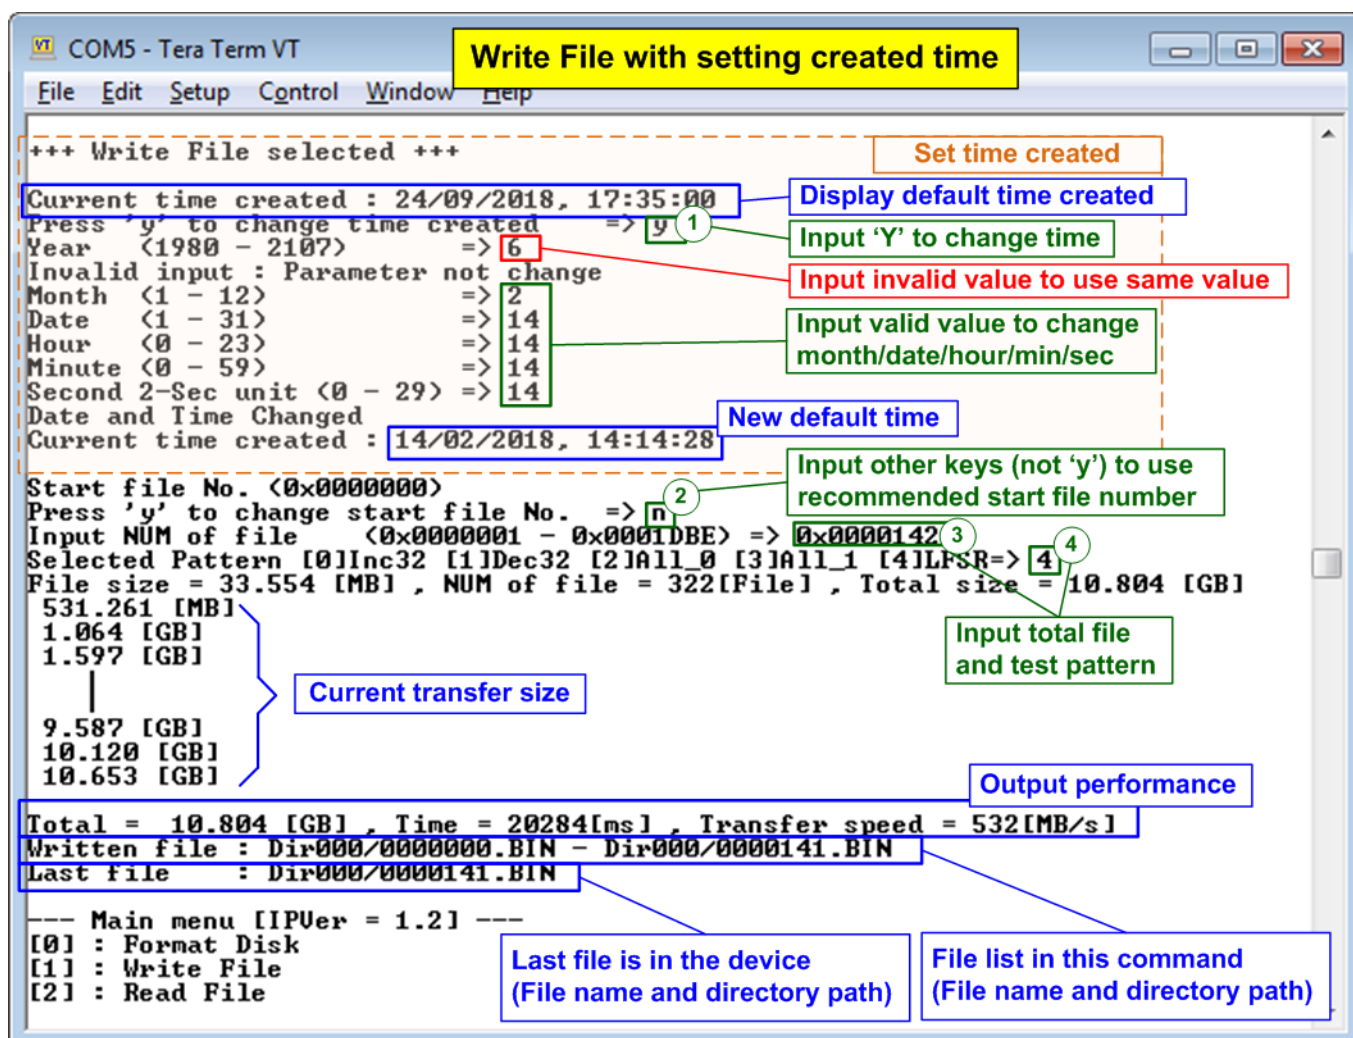 COM5 - Tera Term VT
Write File with setting created time
File Edit Setup Control Window Help
+++ Write File selected +++
Set time created
Current time created : 24/09/2018, 17:35:00
Display default time created
Press 'y' to change time created => y
1
Input ‘Y’ to change time
Year (1980 - 2107) => 6
Invalid input : Parameter not change
Input invalid value to use same value
Month (1 - 12) => 2
Date (1 - 31) => 14
Hour (0 - 23) => 14
Minute (0 - 59) => 14
Second 2-Sec unit (0 - 29) => 14
Input valid value to change
month/date/hour/min/sec
Date and Time Changed
Current time created : 14/02/2018, 14:14:28
New default time
Start file No. (0x0000000)
Press 'y' to change start file No. => n
2
Input other keys (not ‘y’) to use
recommended start file number
Input NUM of file (0x0000001 - 0x0001DBE) => 0x0000142
3
Selected Pattern [0]Inc32 [1]Dec32 [2]All_0 [3]All_1 [4]LFSR=> 4
4
File size = 33.554 [MB] , NUM of file = 322[File] , Total size = 10.804 [GB]
Input total file
and test pattern
531.261 [MB]
1.064 [GB]
1.597 [GB]
Current transfer size
9.587 [GB]
10.120 [GB]
10.653 [GB]
Output performance
Total = 10.804 [GB] , Time = 20284[ms] , Transfer speed = 532[MB/s]
Written file : Dir000/0000000.BIN - Dir000/0000141.BIN
Last file : Dir000/0000141.BIN
--- Main menu [IPVer = 1.2] ---
[0] : Format Disk
[1] : Write File
[2] : Read File
Last file is in the device
(File name and directory path)
File list in this command
(File name and directory path)